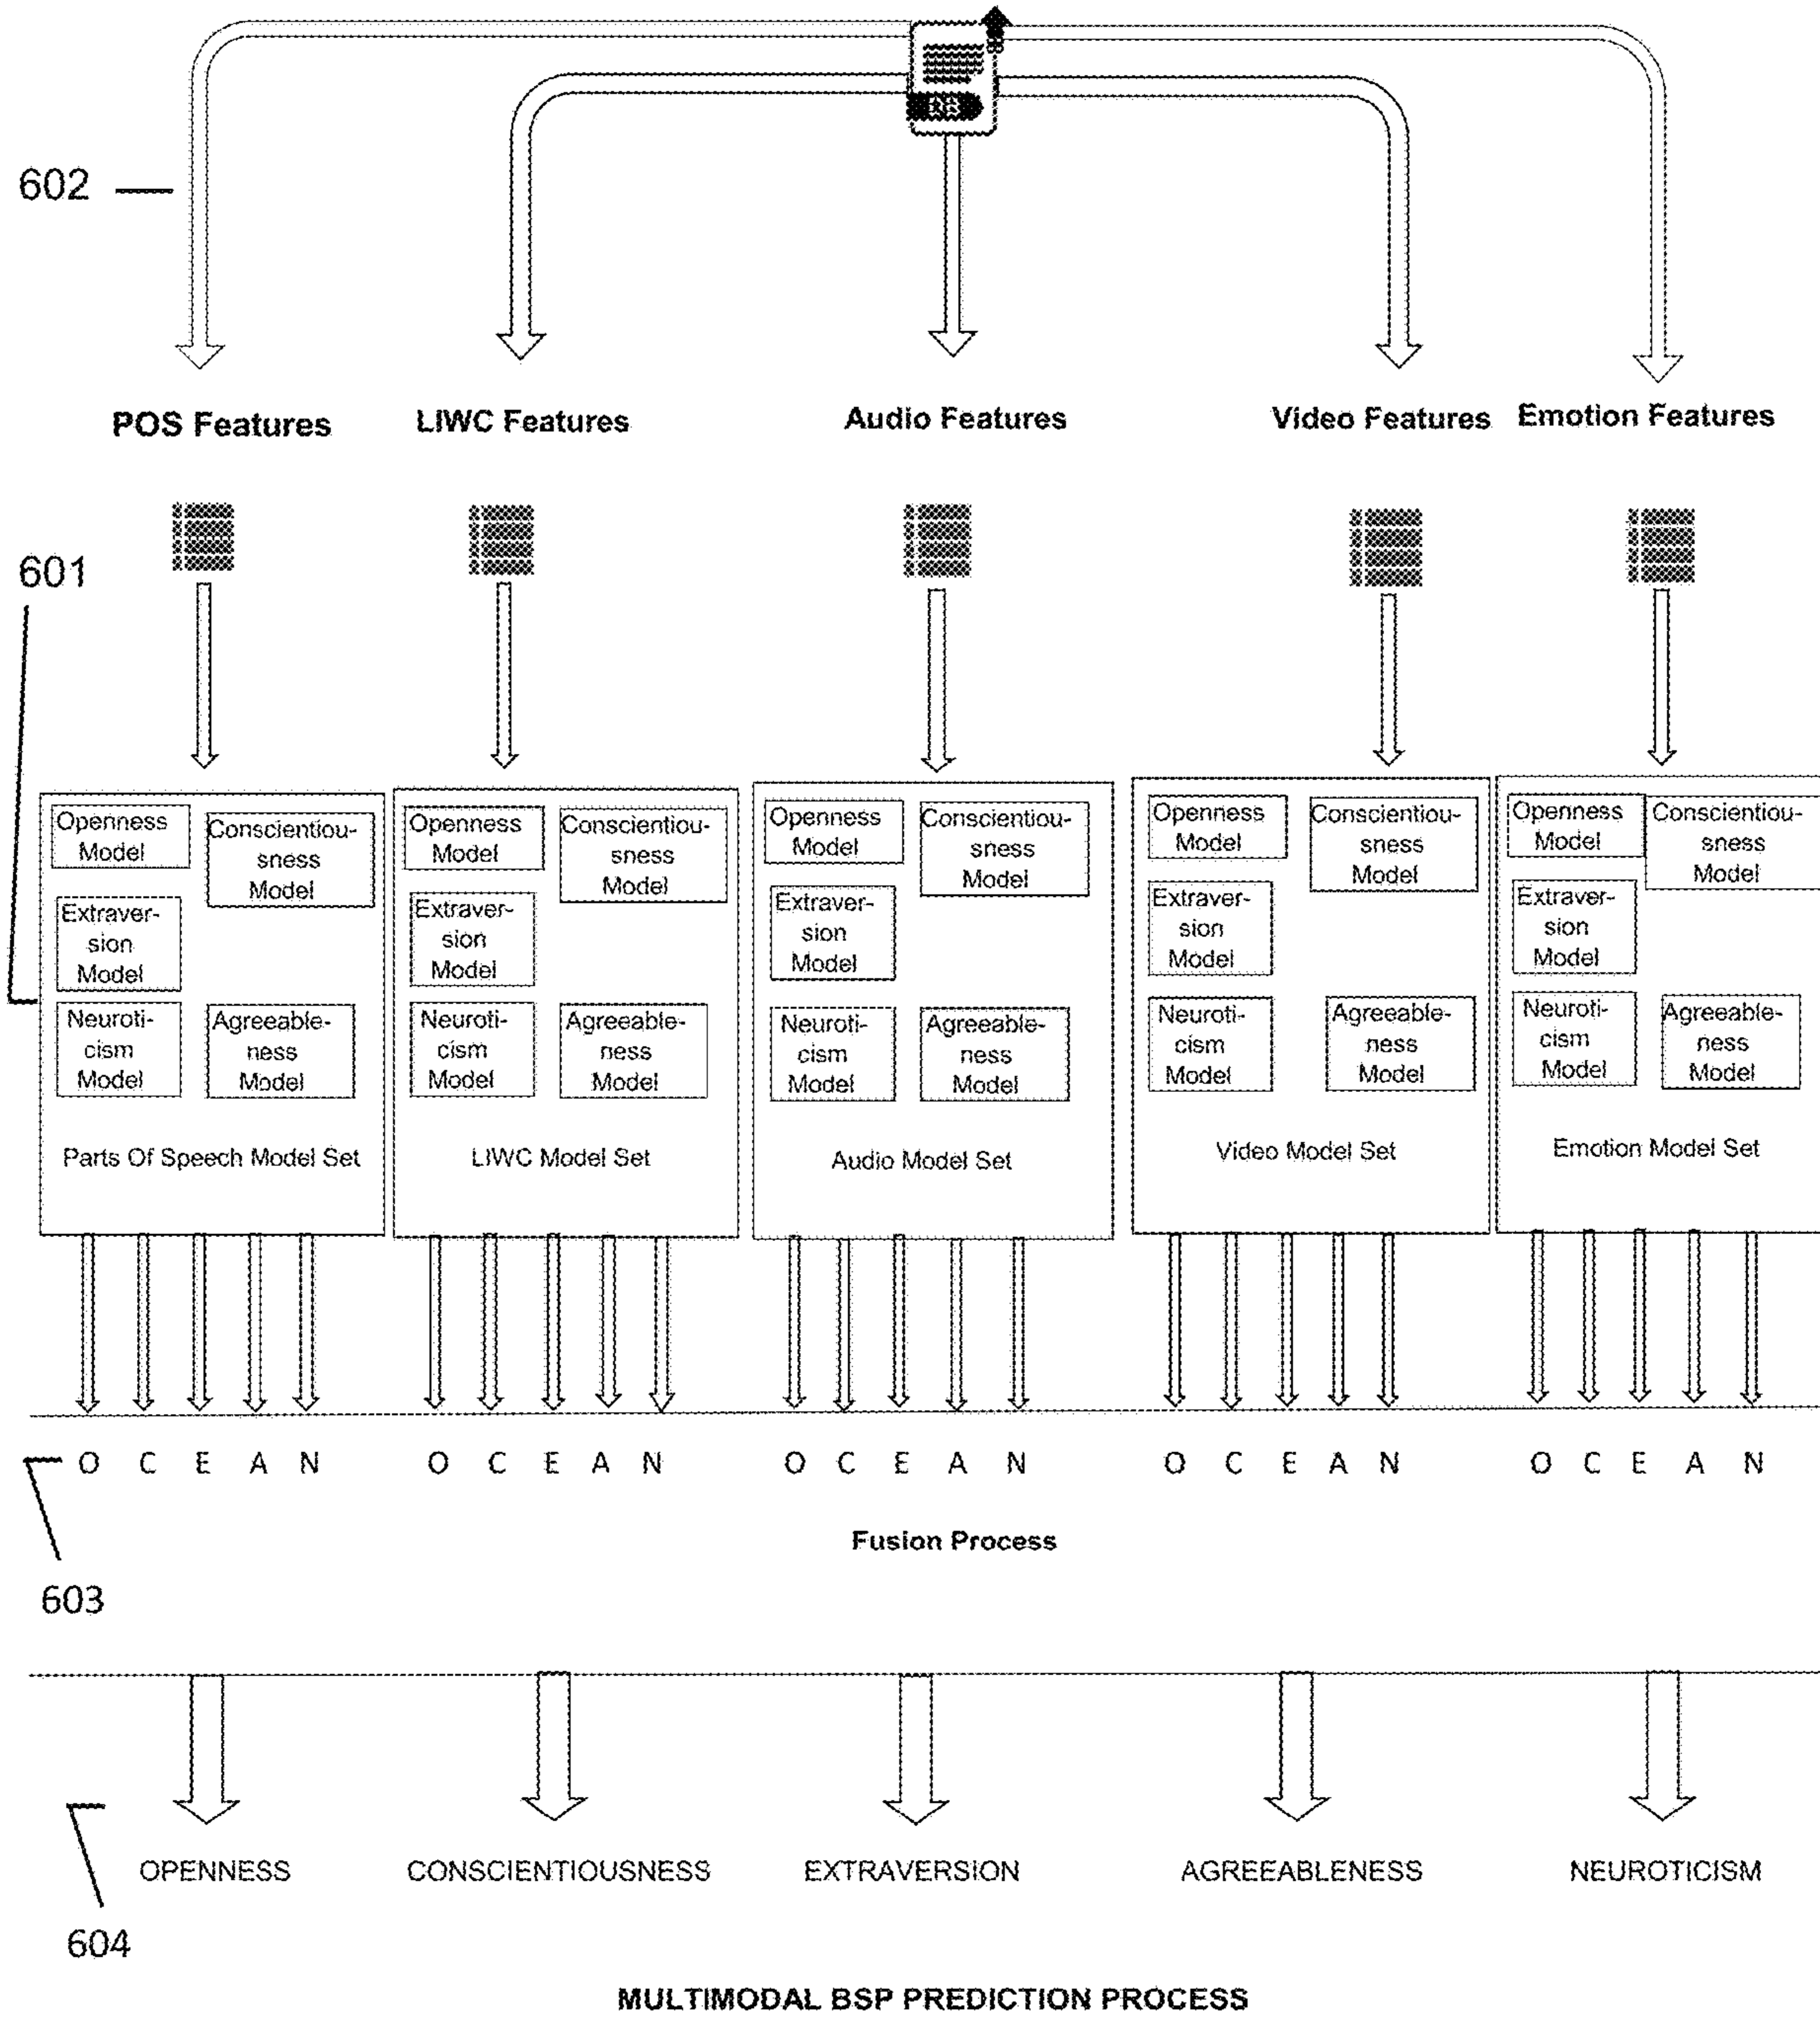 602
POS Features
LIWC Features
Audio Features
Video Features
Emotion Features
601
Openness
Model
Conscientiou-
sness
Model
Extraver-
sion
Model
Neuroti-
cism
Model
Agreeable-
ness
Model
Parts Of Speech Model Set
Openness
Model
Conscientiou-
sness
Model
Extraver-
sion
Model
Neuroti-
cism
Model
Agreeable-
ness
Model
LIWC Model Set
Openness
Model
Conscientiou-
sness
Model
Extraver-
sion
Model
Neuroti-
cism
Model
Agreeable-
ness
Model
Audio Model Set
Openness
Model
Conscientiou-
sness
Model
Extraver-
sion
Model
Neuroti-
cism
Model
Agreeable-
ness
Model
Video Model Set
Openness
Model
Conscientiou-
sness
Model
Extraver-
sion
Model
Neuroti-
cism
Model
Agreeable-
ness
Model
Emotion Model Set
O C E A N
O C E A N
O C E A N
O C E A N
O C E A N
Fusion Process
603
OPENNESS
CONSCIENTIOUSNESS
EXTRAVERSION
AGREEABLENESS
NEUROTICISM
604
MULTIMODAL BSP PREDICTION PROCESS